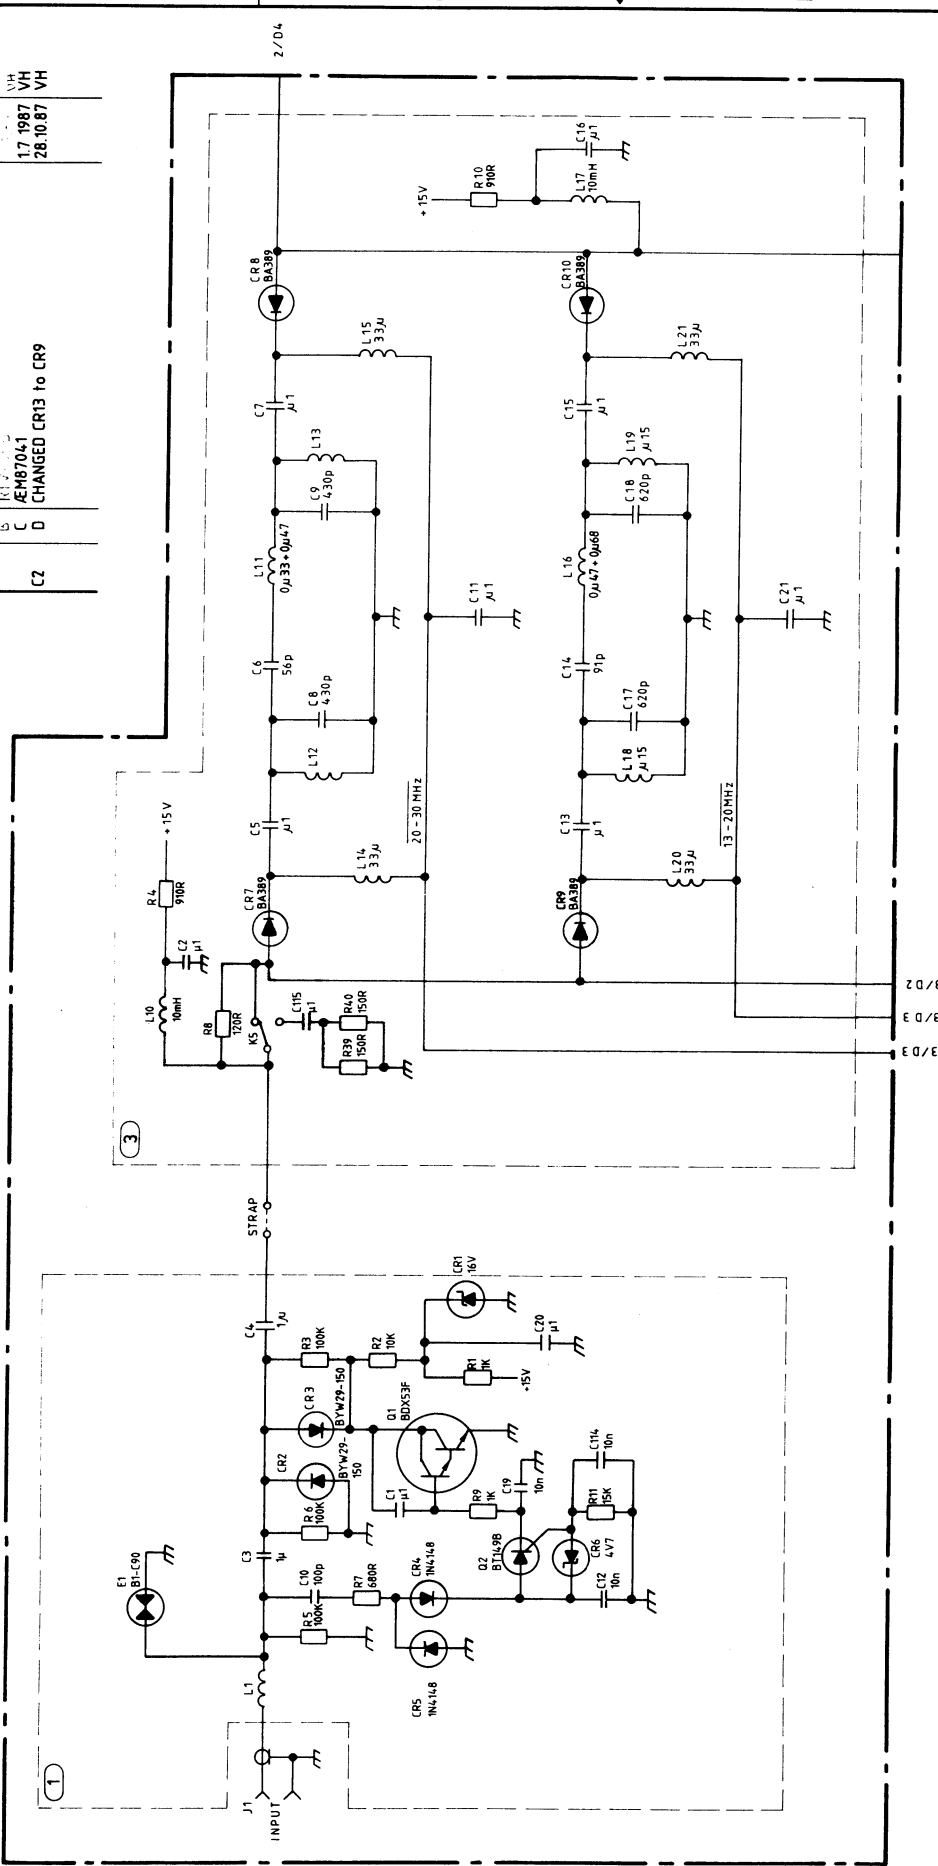 1.7 1987 VH
28.10.87 VH
C ÆM87041
C2 D CHANGED CR13 to CR9
2/D4
3
+15V
R4
910R
C2
µ1
L10
10mH
R8
120R
K5
C115
µ1
R39
150R
R40
150R
CR7
BA389
L14
33µ
C5
µ1
L12
C8
430p
C6
56p
L11
0µ33+0µ47
C9
430p
L13
C7
µ1
L15
33µ
CR8
BA389
20-30 MHz
C11
µ1
+15V
R10
910R
L17
10mH
C16
µ1
CR9
BA389
L20
33µ
C13
µ1
L18
µ15
C17
620p
C14
91p
L16
0µ47+0µ68
C18
620p
L19
µ15
C15
µ1
L21
33µ
CR10
BA389
13-20MHz
C21
µ1
3/D2
3/D3
3/D3
STRAP
1
J1
INPUT
L1
E1
B1-C90
R5
100K
C10
100p
R7
680R
C3
1µ
R6
100K
CR2
BYW29-
150
CR3
BYW29-150
R3
100K
C4
1µ
R2
10K
R1
1K
+15V
CR1
16V
C20
µ1
Q1
BDX53F
C1
µ1
R9
1K
C19
10n
Q2
BT149B
CR4
1N4148
CR5
1N4148
CR6
4V7
C12
10n
R11
15K
C114
10n